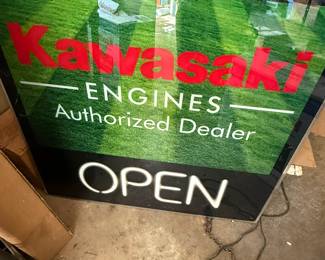 Kawasaki
ENGINES
Authorized Dealer
OPEN